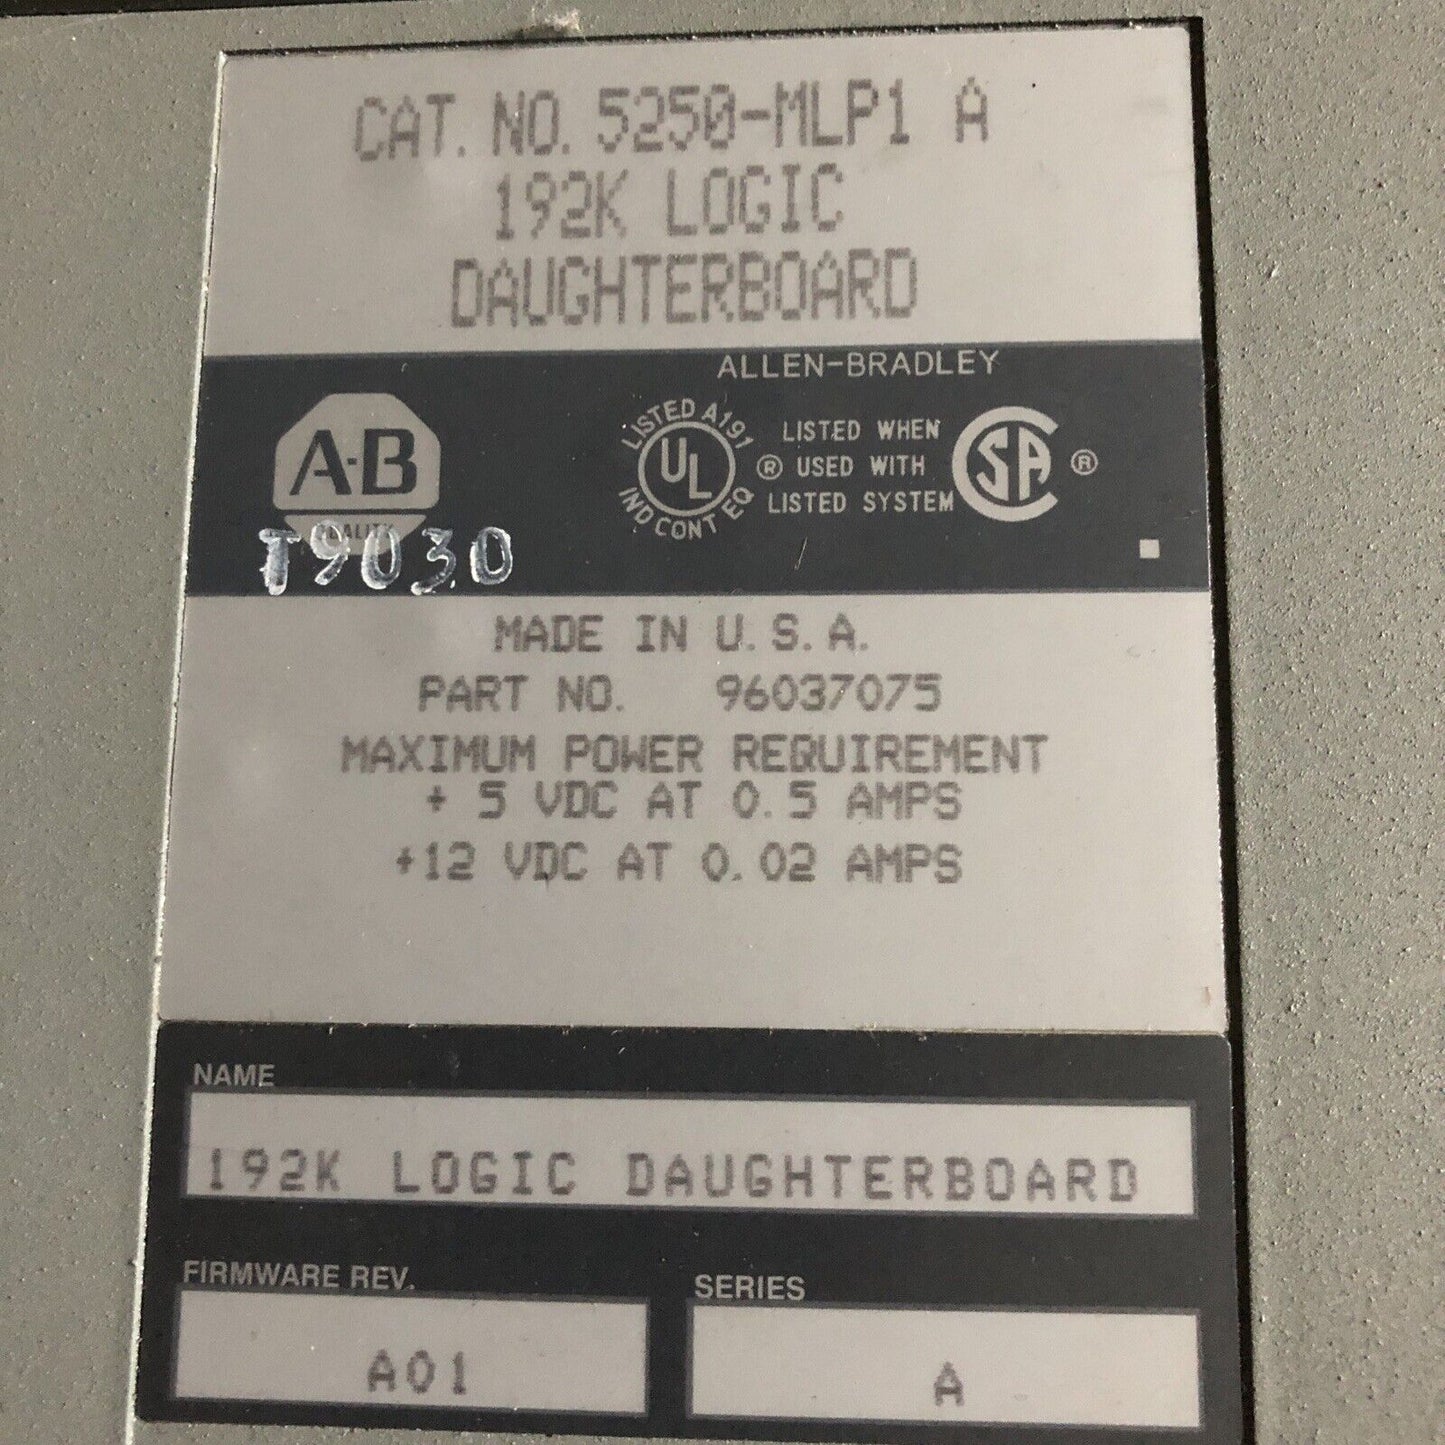 CAT. NO. 5250-MLP1 A
192K LOGIC
DAUGHTERBOARD
ALLEN-BRADLEY
A-B
QUALITY
LISTED A191
UL
IND CONT EQ
®
LISTED WHEN
USED WITH
LISTED SYSTEM
SA
®
T9030
MADE IN U.S.A.
PART NO. 96037075
MAXIMUM POWER REQUIREMENT
+ 5 VDC AT 0.5 AMPS
+12 VDC AT 0.02 AMPS
NAME
192K LOGIC DAUGHTERBOARD
FIRMWARE REV.
A01
SERIES
A